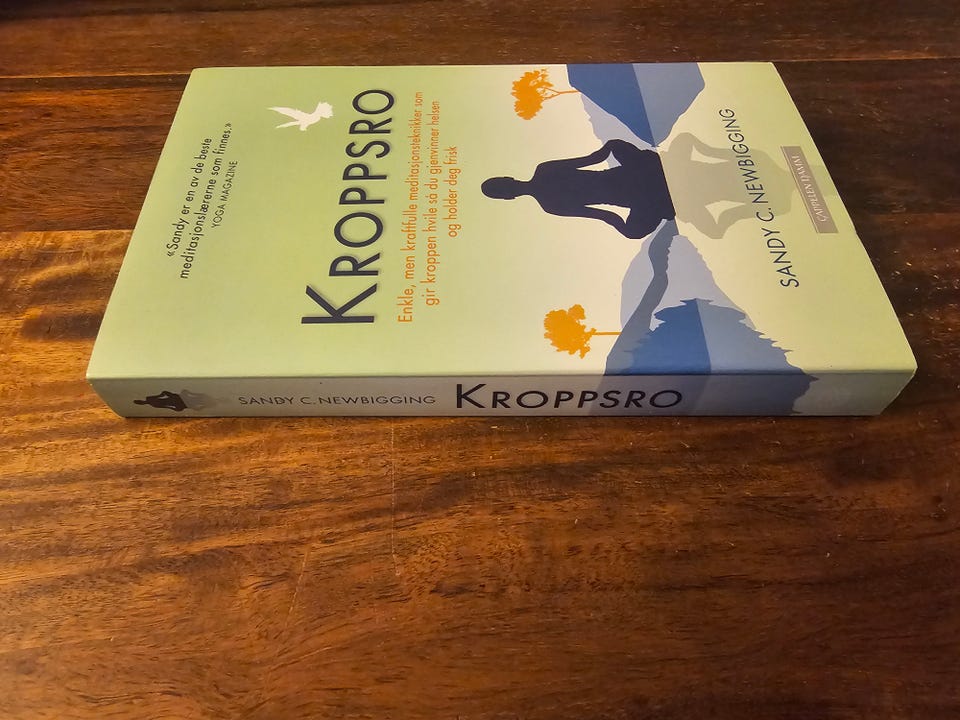 «Sandy er en av de beste
meditasjonslærerne som finnes.»
YOGA MAGAZINE
KROPPSRO
Enkle, men kraftfulle meditasjonsteknikker som
gir kroppen hvile så du gjenvinner helsen
og holder deg frisk
SANDY C. NEWBIGGING
CAPPELEN DAMM
SANDY C. NEWBIGGING KROPPSRO